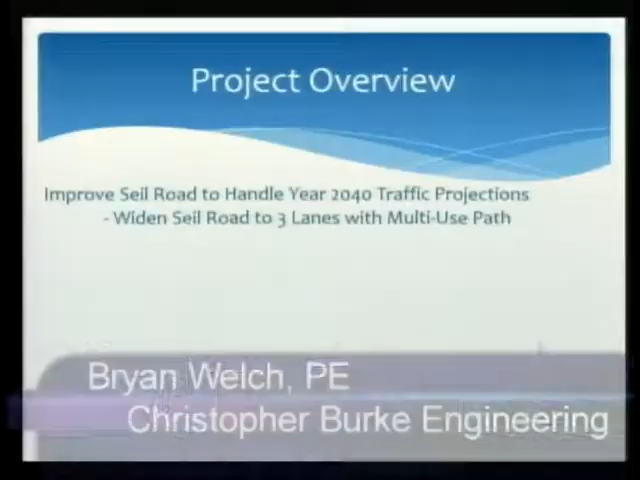 Project Overview
Improve Seil Road to Handle Year 2040 Traffic Projections
- Widen Seil Road to 3 Lanes with Multi-Use Path
Bryan Welch, PE
Christopher Burke Engineering